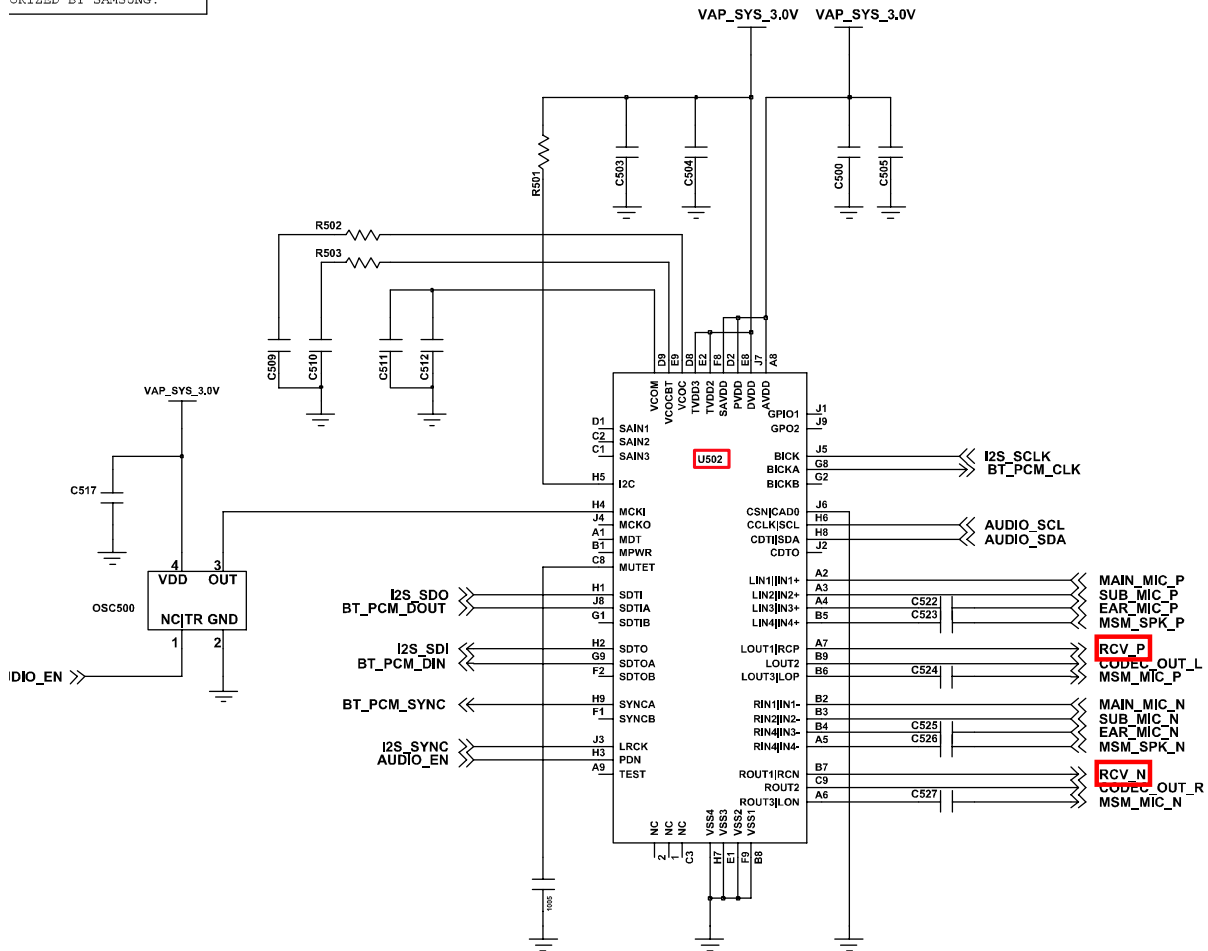 ORIZED BY SAMSUNG.
VAP_SYS_3.0V VAP_SYS_3.0V
R501
C503
C504
C500
C505
R502
R503
C509
C510
C511
C512
D9
E9
D8
E2
F8
D2
E8
J7
A8
VCOM
VCOCBT
VCOC
TVDD3
TVDD2
SAVDD
PVDD
DVDD
AVDD
VAP_SYS_3.0V
C517
4
VDD
3
OUT
OSC500
NC|TR GND
1
2
DIO_EN
U502
D1 SAIN1
C2 SAIN2
C1 SAIN3
H5 I2C
H4 MCKI
J4 MCKO
A1 MDT
B1 MPWR
C8 MUTET
I2S_SDO H1 SDTI
BT_PCM_DOUT J8 SDTIA
G1 SDTIB
I2S_SDI H2 SDTO
BT_PCM_DIN G9 SDTOA
F2 SDTOB
BT_PCM_SYNC H9 SYNCA
F1 SYNCB
I2S_SYNC J3 LRCK
AUDIO_EN H3 PDN
A9 TEST
GPIO1 J1
GPO2 J9
BICK J5 I2S_SCLK
BICKA G8 BT_PCM_CLK
BICKB G2
CSN|CAD0 J6
CCLK|SCL H6 AUDIO_SCL
CDTI|SDA H8 AUDIO_SDA
CDTO J2
LIN1||IN1+ A2 MAIN_MIC_P
LIN2||IN2+ A3 SUB_MIC_P
LIN3||IN3+ A4 C522 EAR_MIC_P
LIN4||IN4+ B5 C523 MSM_SPK_P
LOUT1|RCP A7 RCV_P
LOUT2 B9 CODEC_OUT_L
LOUT3|LOP B6 C524 MSM_MIC_P
RIN1||IN1- B2 MAIN_MIC_N
RIN2||IN2- B3 SUB_MIC_N
RIN4||IN3- B4 C525 EAR_MIC_N
RIN4||IN4- A5 C526 MSM_SPK_N
ROUT1|RCN B7 RCV_N
ROUT2 C9 CODEC_OUT_R
ROUT3|LON A6 C527 MSM_MIC_N
NC
NC
NC
VSS4
VSS3
VSS2
VSS1
2
1
C3
H7
E1
F9
B8
1005